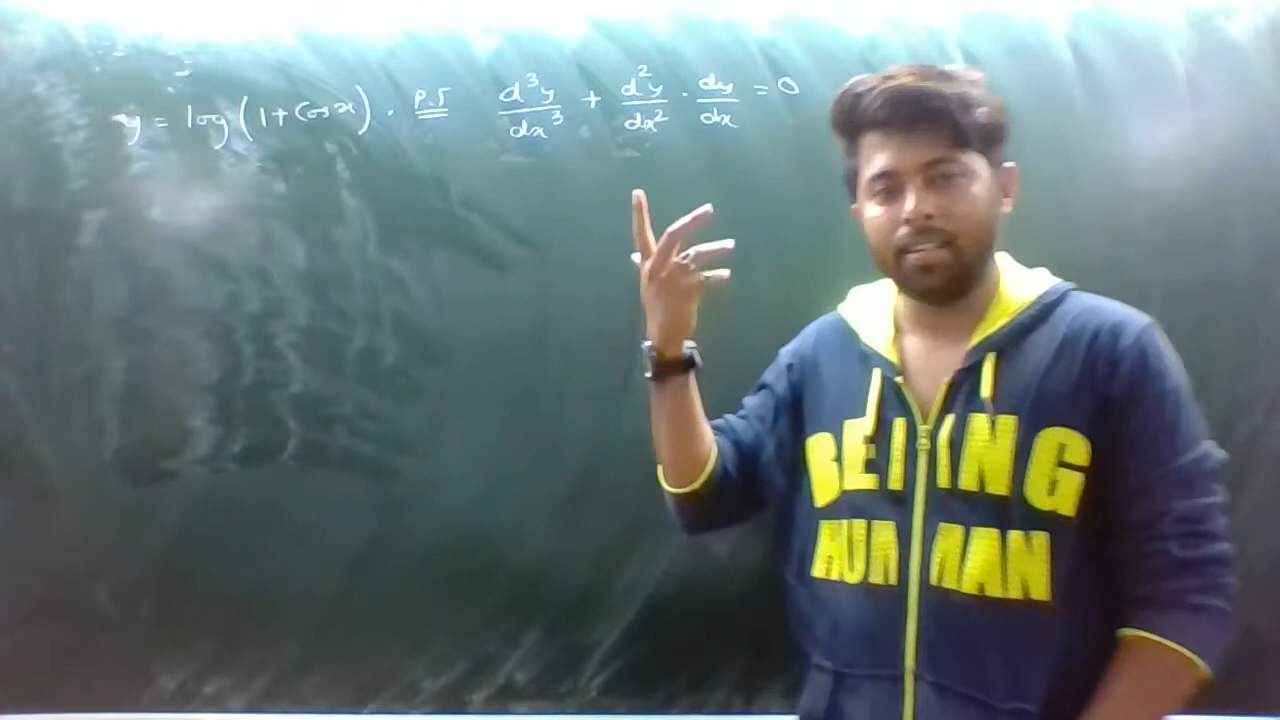 y = log(1+Cosx). P.T d³y/dx³ + d²y/dx² . dy/dx = 0
BEING
HUMAN